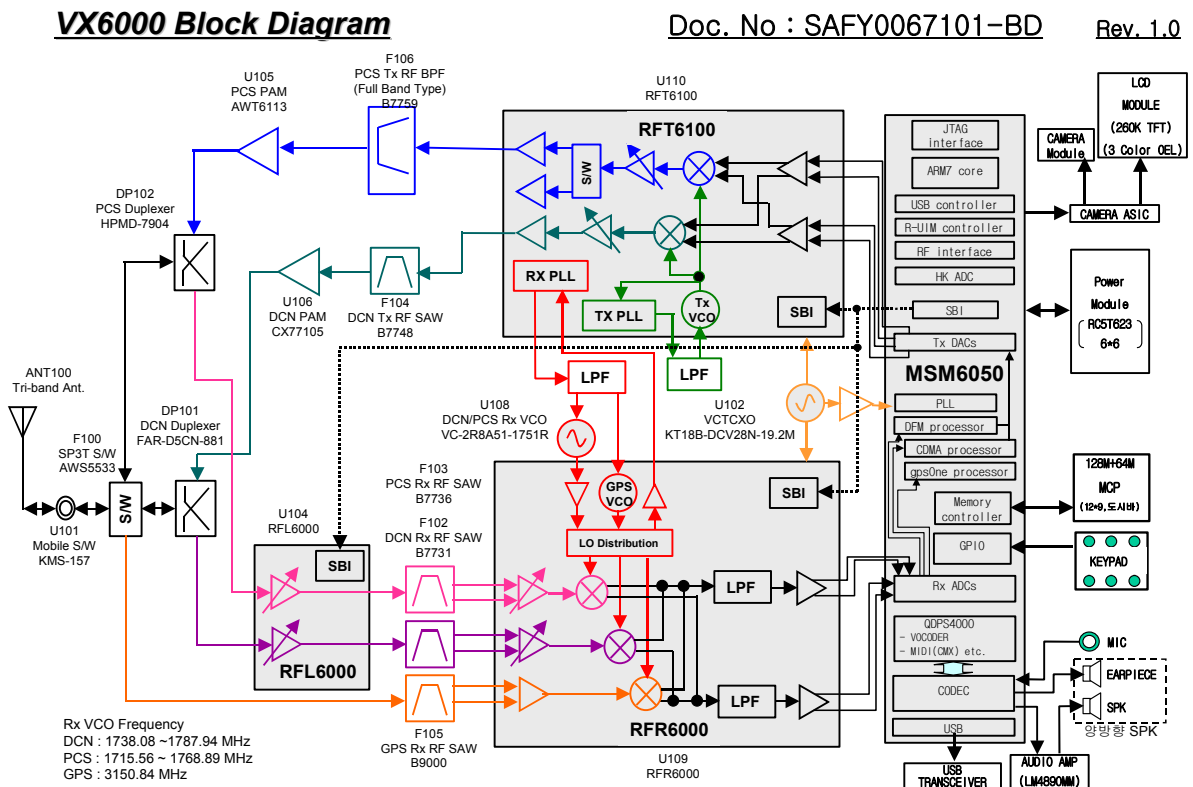 VX6000 Block Diagram
Doc. No : SAFY0067101-BD
Rev. 1.0
U105
PCS PAM
AWT6113
F106
PCS Tx RF BPF
(Full Band Type)
B7759
U110
RFT6100
RFT6100
S/W
JTAG
interface
ARM7 core
USB controller
R-UIM controller
RF interface
HK ADC
SBI
Tx DACs
MSM6050
PLL
DFM processor
CDMA processor
gpsOne processor
Memory
controller
GPIO
Rx ADCs
QDPS4000
- VOCODER
- MIDI(CMX) etc.
CODEC
USB
LCD
MODULE
(260K TFT)
(3 Color OEL)
CAMERA
Module
CAMERA ASIC
Power
Module
RC5T623
6*6
DP102
PCS Duplexer
HPMD-7904
U106
DCN PAM
CX77105
F104
DCN Tx RF SAW
B7748
RX PLL
TX PLL
Tx
VCO
SBI
LPF
LPF
ANT100
Tri-band Ant.
F100
SP3T S/W
AWS5533
DP101
DCN Duplexer
FAR-D5CN-881
U108
DCN/PCS Rx VCO
VC-2R8A51-1751R
U102
VCTCXO
KT18B-DCV28N-19.2M
S/W
U101
Mobile S/W
KMS-157
U104
RFL6000
SBI
RFL6000
F103
PCS Rx RF SAW
B7736
F102
DCN Rx RF SAW
B7731
GPS
VCO
SBI
LO Distribution
LPF
LPF
RFR6000
F105
GPS Rx RF SAW
B9000
U109
RFR6000
128M+64M
MCP
(12*9,도시바)
KEYPAD
MIC
EARPIECE
SPK
양방향 SPK
USB
TRANSCEIVER
AUDIO AMP
(LM4890MM)
Rx VCO Frequency
DCN : 1738.08 ~1787.94 MHz
PCS : 1715.56 ~ 1768.89 MHz
GPS : 3150.84 MHz